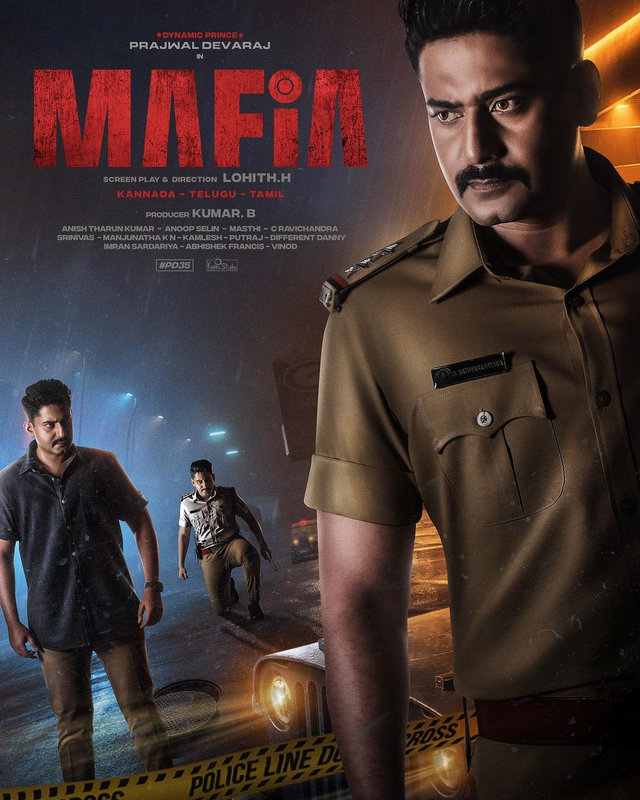 ★DYNAMIC PRINCE★
PRAJWAL DEVARAJ
IN
MAFiA
SCREEN PLAY & DIRECTION LOHITH.H
KANNADA - TELUGU - TAMIL
PRODUCER KUMAR. B
ANISH THARUN KUMAR - ANOOP SELIN - MASTHI - C RAVICHANDRA
SRINIVAS - MANJUNATHA K N - KAMLESH - PUTRAJ - DIFFERENT DANNY
IMRAN SARDARIYA - ABHISHEK FRANCIS - VINOD
#PD35
POLICE LINE DO
CROSS
CROSS